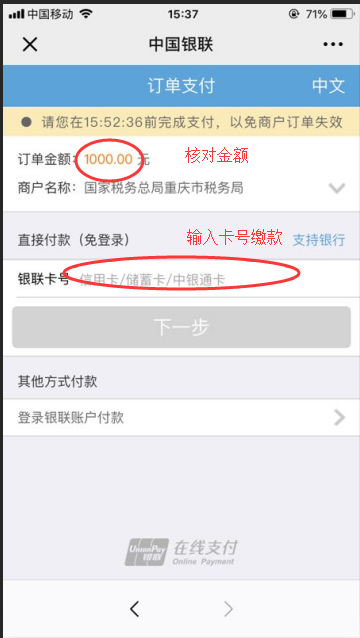 中国移动 15:37 71%
中国银联
订单支付 中文
请您在15:52:36前完成支付，以免商户订单失效
订单金额：1000.00 元 核对金额
商户名称：国家税务总局重庆市税务局
直接付款（免登录） 输入卡号缴款 支持银行
银联卡号 信用卡/储蓄卡/中银通卡
下一步
其他方式付款
登录银联账户付款
UnionPay 银联 在线支付
Online Payment